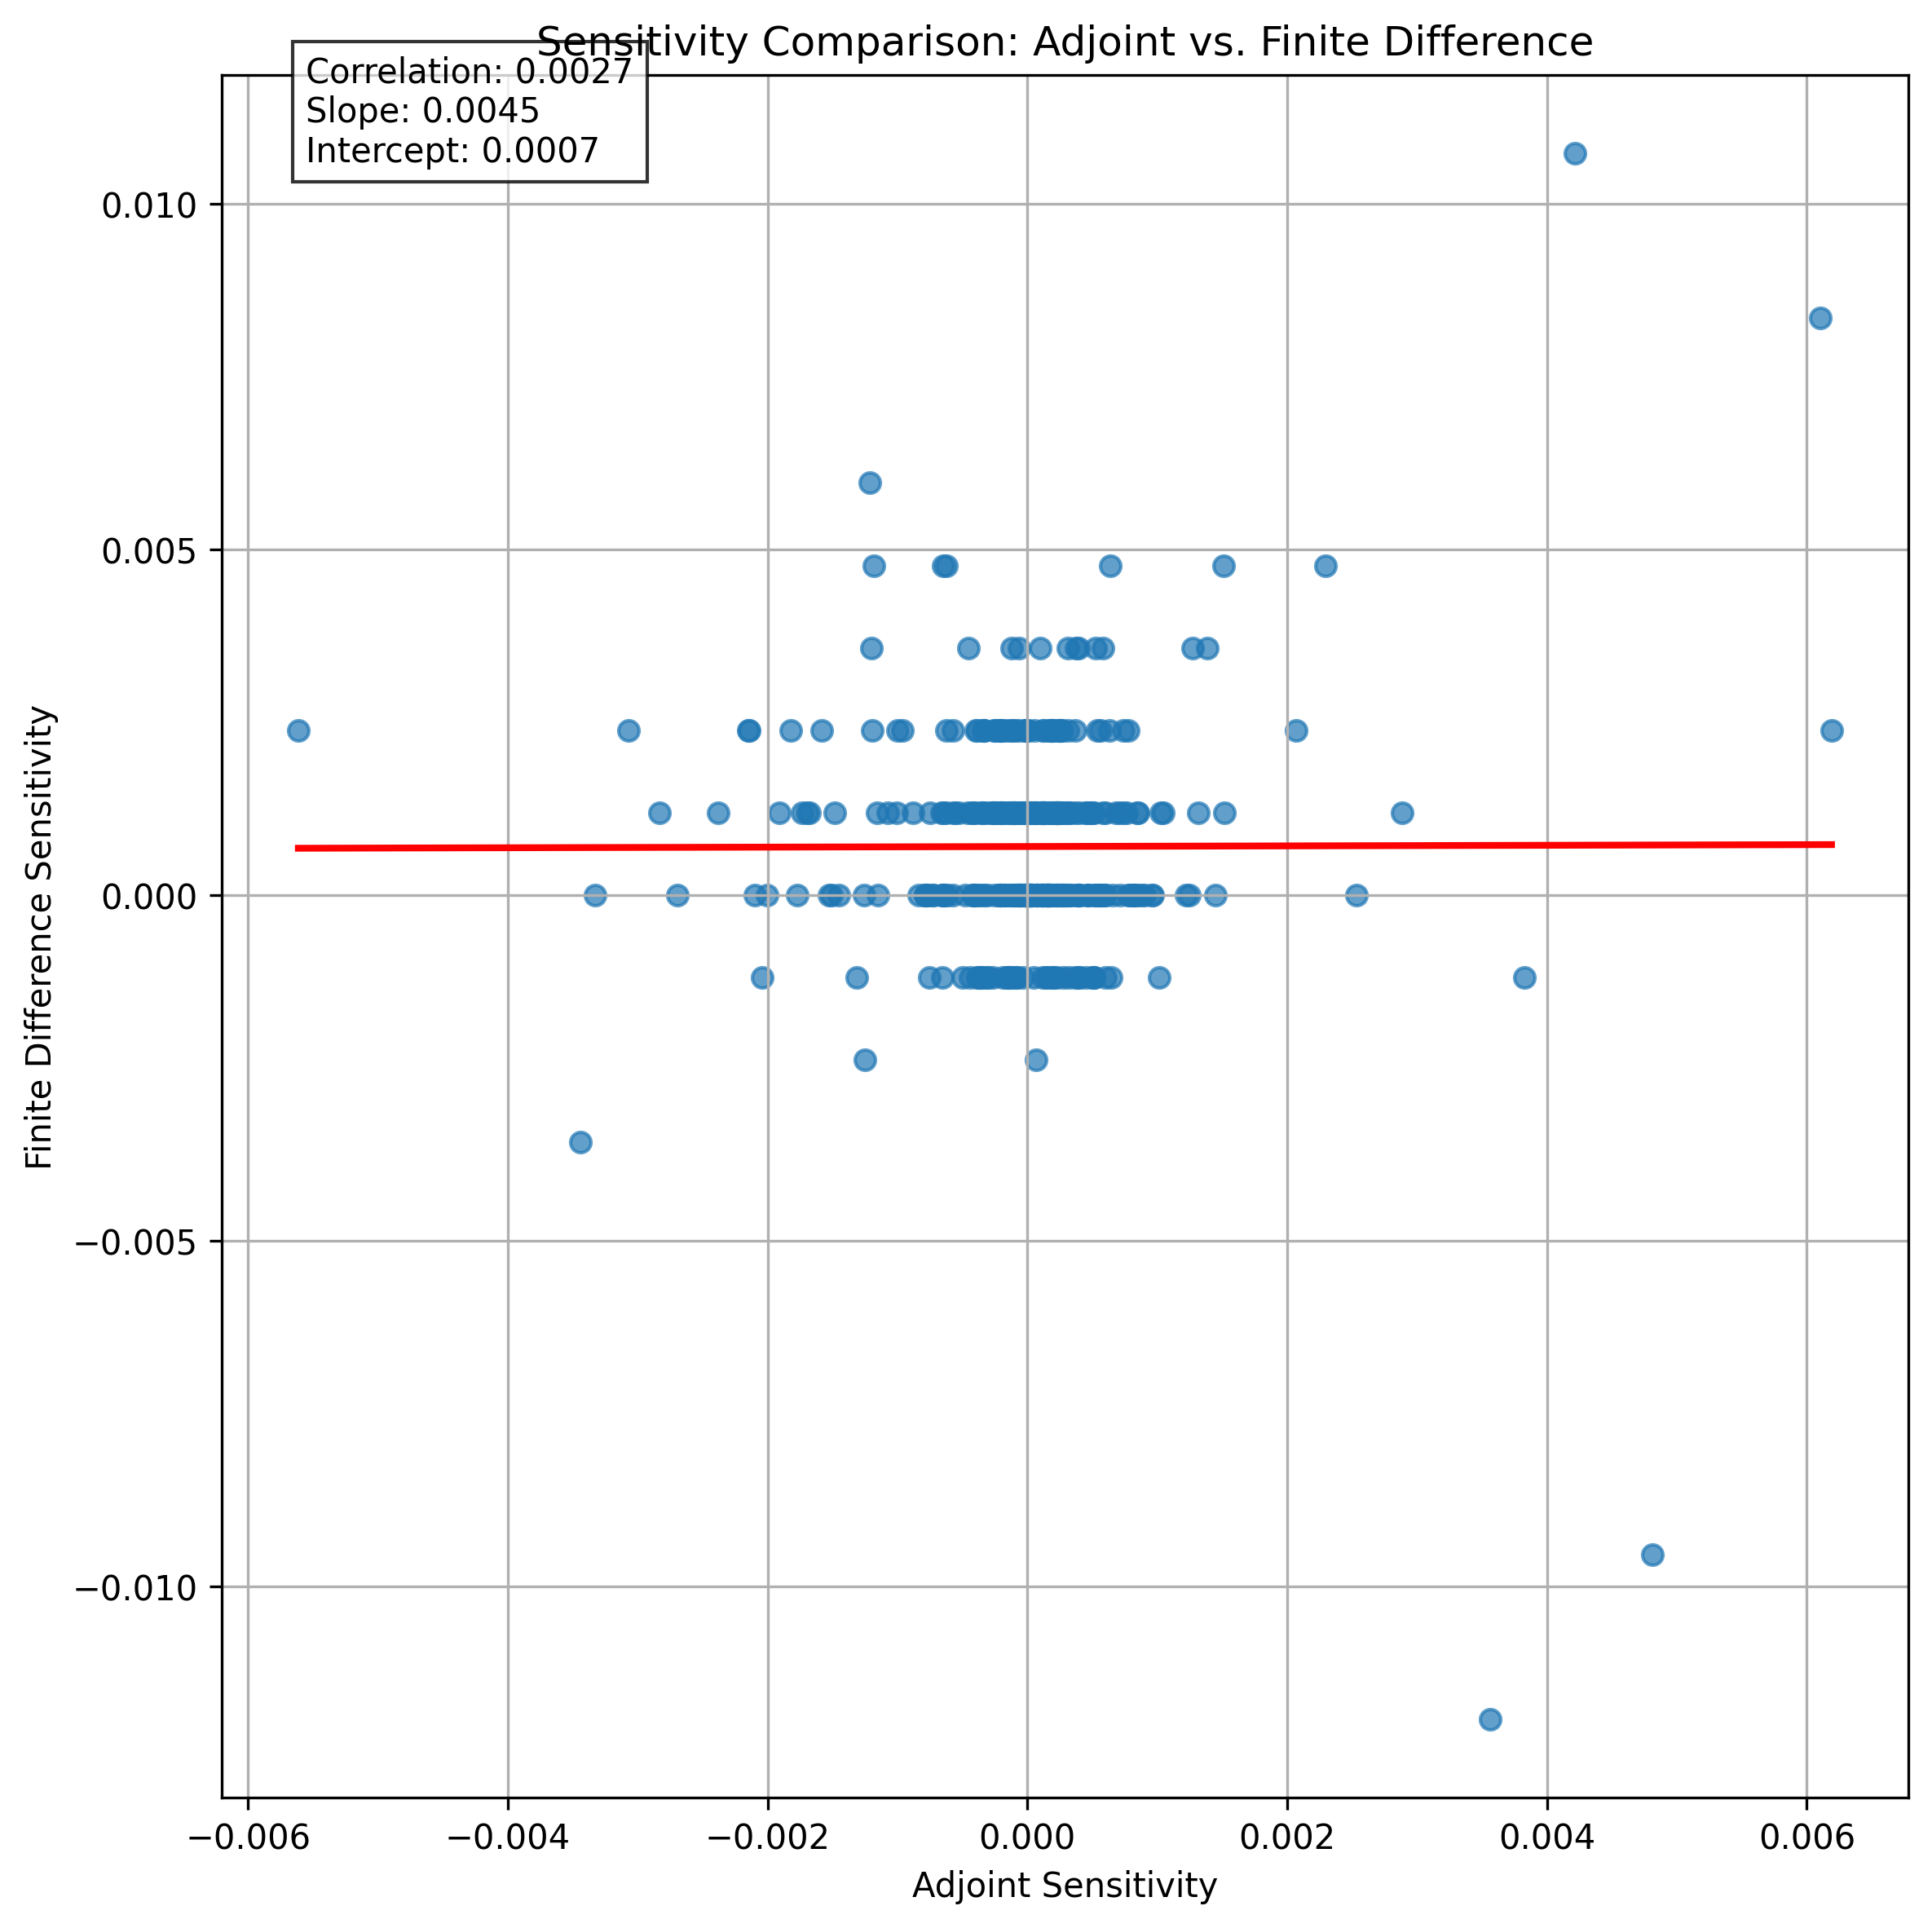 Sensitivity Comparison: Adjoint vs. Finite Difference
Correlation: 0.0027
Slope: 0.0045
Intercept: 0.0007
0.010
0.005
0.000
−0.005
−0.010
Finite Difference Sensitivity
−0.006
−0.004
−0.002
0.000
0.002
0.004
0.006
Adjoint Sensitivity